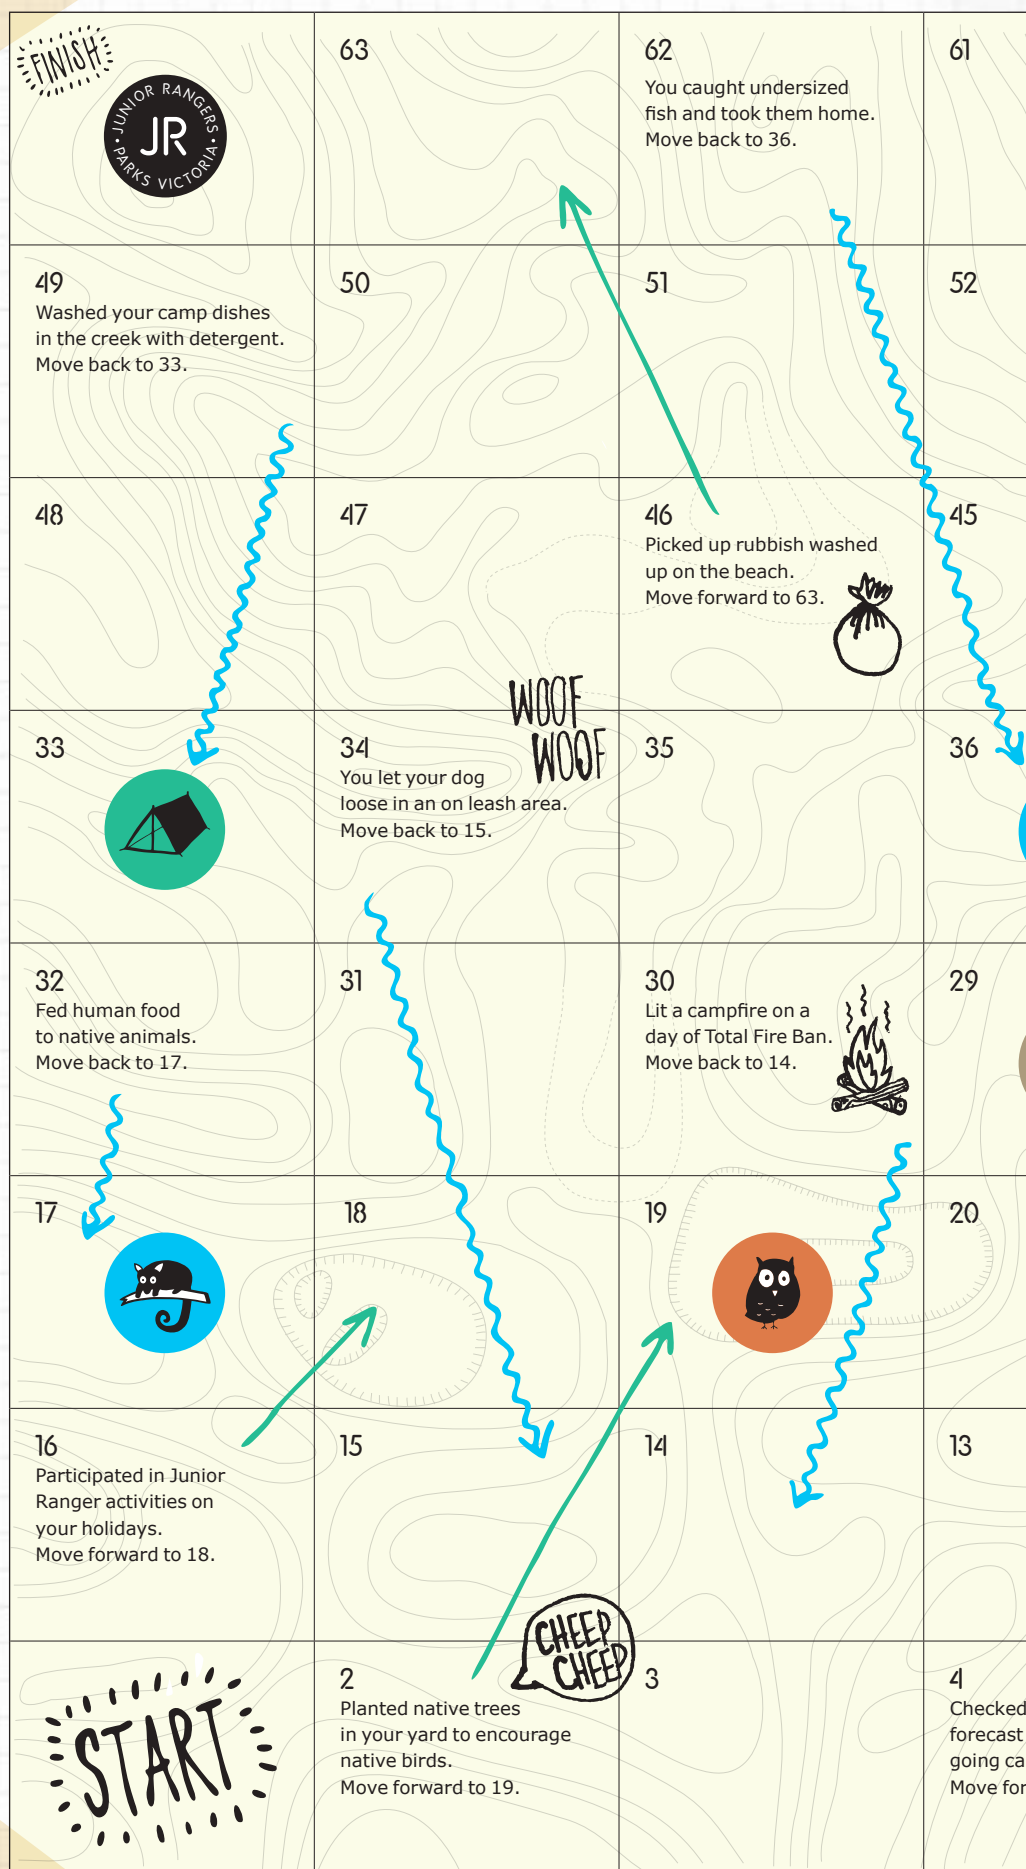 FINISH
JUNIOR RANGERS
JR
PARKS VICTORIA
63
62
You caught undersized
fish and took them home.
Move back to 36.
61
49
Washed your camp dishes
in the creek with detergent.
Move back to 33.
50
51
52
48
47
46
Picked up rubbish washed
up on the beach.
Move forward to 63.
45
WOOF
WOOF
33
34
You let your dog
loose in an on leash area.
Move back to 15.
35
36
32
Fed human food
to native animals.
Move back to 17.
31
30
Lit a campfire on a
day of Total Fire Ban.
Move back to 14.
29
17
18
19
20
16
Participated in Junior
Ranger activities on
your holidays.
Move forward to 18.
15
14
13
CHEEP
CHEEP
START
2
Planted native trees
in your yard to encourage
native birds.
Move forward to 19.
3
4
Checked
forecast
going ca
Move for